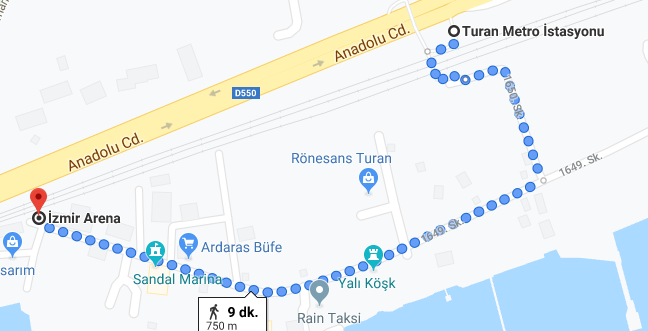 Turan Metro İstasyonu
Anadolu Cd.
D550
Anadolu Cd.
1649. Sk.
Rönesans Turan
1649. Sk.
İzmir Arena
Ardaras Büfe
sarım
Sandal Marina
Yalı Köşk
9 dk.
750 m
Rain Taksi